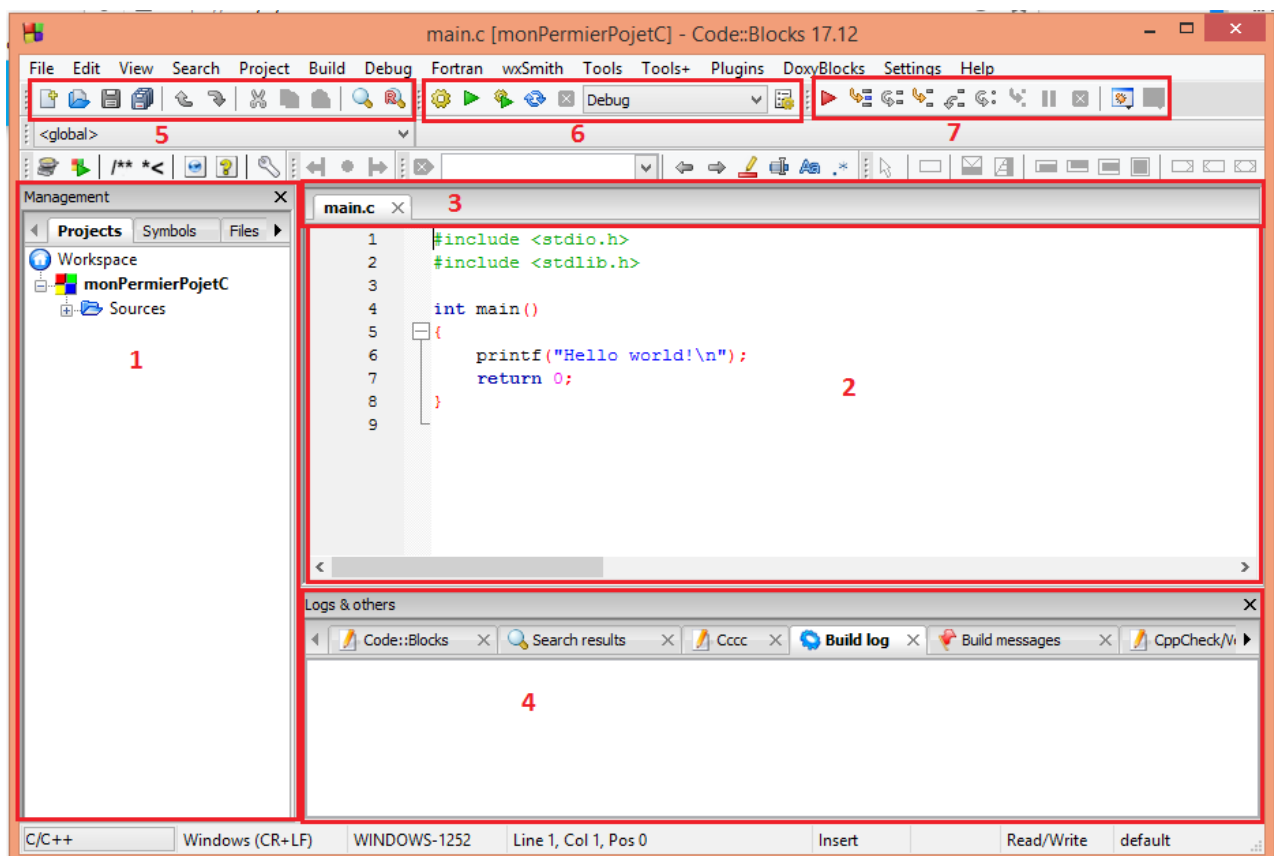 main.c [monPermierPojetC] - Code::Blocks 17.12
File Edit View Search Project Build Debug Fortran wxSmith Tools Tools+ Plugins DoxyBlocks Settings Help
Debug
<global> 5 6 7
/** *<
Management
Projects Symbols Files
Workspace
monPermierPojetC
Sources
1
main.c 3
1 #include <stdio.h>
2 #include <stdlib.h>
3
4 int main()
5 {
6 printf("Hello world!\n");
7 return 0;
8 }
9
2
Logs & others
Code::Blocks Search results Cccc Build log Build messages CppCheck/Ve
4
C/C++ Windows (CR+LF) WINDOWS-1252 Line 1, Col 1, Pos 0 Insert Read/Write default